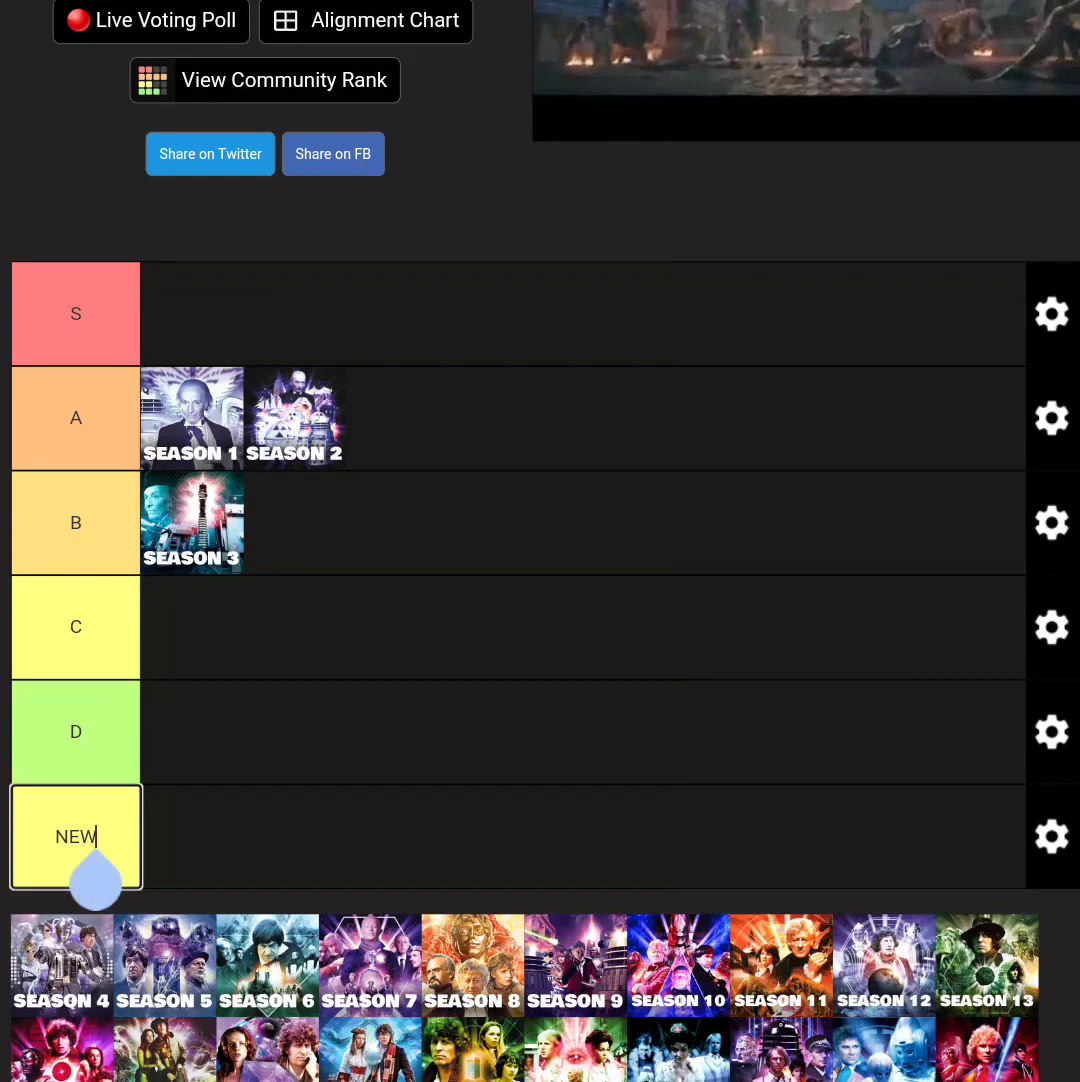 Live Voting Poll
Alignment Chart
View Community Rank
Share on Twitter
Share on FB
S
A
SEASON 1
SEASON 2
B
SEASON 3
C
D
NEW
SEASON 4
SEASON 5
SEASON 6
SEASON 7
SEASON 8
SEASON 9
SEASON 10
SEASON 11
SEASON 12
SEASON 13